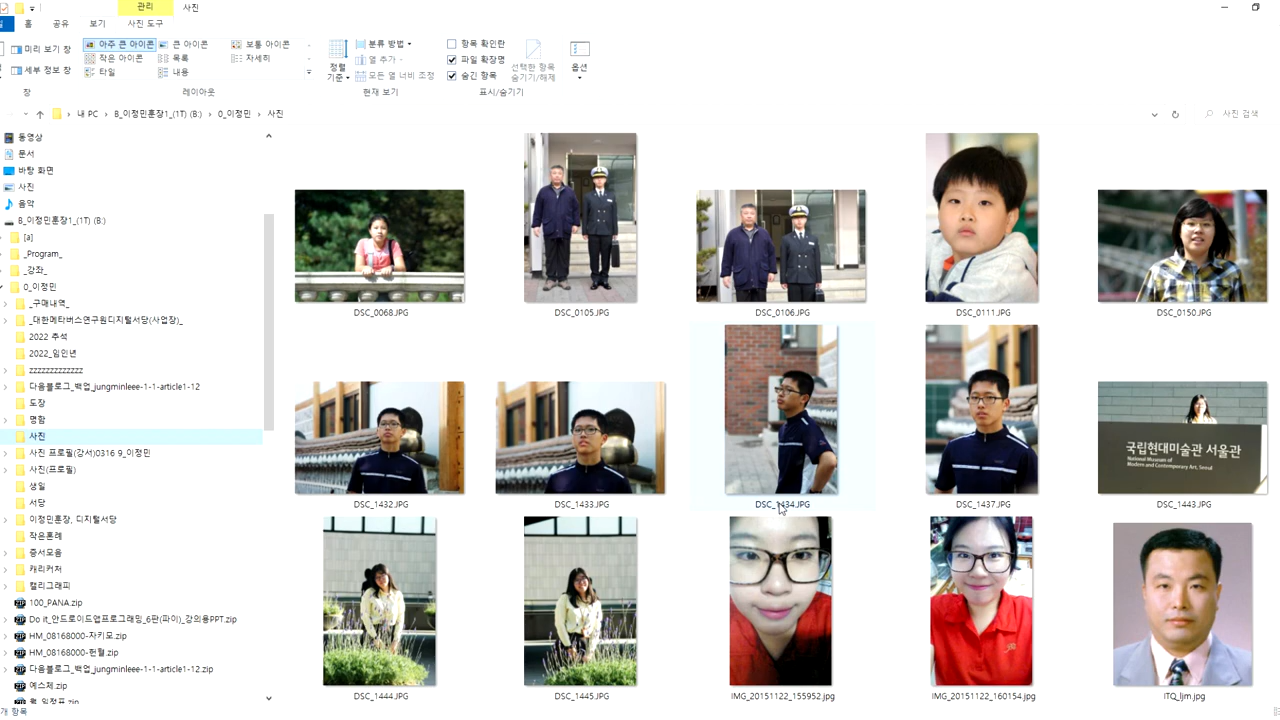 관리
사진
홈
공유
보기
사진 도구
미리 보기 창
세부 정보 창
창
아주 큰 아이콘
큰 아이콘
보통 아이콘
작은 아이콘
목록
자세히
타일
내용
레이아웃
정렬
기준
분류 방법
열 추가
모든 열 너비 조정
현재 보기
항목 확인란
파일 확장명
숨긴 항목
선택한 항목
숨기기/해제
표시/숨기기
옵션
내 PC
B_이정민훈장1_(1T) (B:)
0_이정민
사진
사진 검색
동영상
문서
바탕 화면
사진
음악
B_이정민훈장1_(1T) (B:)
[a]
_Program_
_강좌_
0_이정민
_구매내역_
_대한메타버스연구원디지털서당(사업장)_
2022 추석
2022_임인년
zzzzzzzzzzzzz
다음블로그_백업_jungminleee-1-1-article1-12
도장
명함
사진
사진 프로필(강서)0316 9_이정민
사진(프로필)
생일
서당
이정민훈장, 디지털서당
작은혼례
증서모음
캐리커저
캘리그래피
100_PANA.zip
Do it_안드로이드앱프로그래밍_6판(파이)_강의용PPT.zip
HM_08168000-자키모.zip
HM_08168000-헌혈.zip
다음블로그_백업_jungminleee-1-1-article1-12.zip
예스제.zip
개 항목
DSC_0068.JPG
DSC_0105.JPG
DSC_0106.JPG
DSC_0111.JPG
DSC_0150.JPG
DSC_1432.JPG
DSC_1433.JPG
DSC_1434.JPG
DSC_1437.JPG
국립현대미술관 서울관
National Museum of
Modern and Contemporary Art, Seoul
DSC_1443.JPG
DSC_1444.JPG
DSC_1445.JPG
IMG_20151122_155952.jpg
IMG_20151122_160154.jpg
ITQ_ljm.jpg